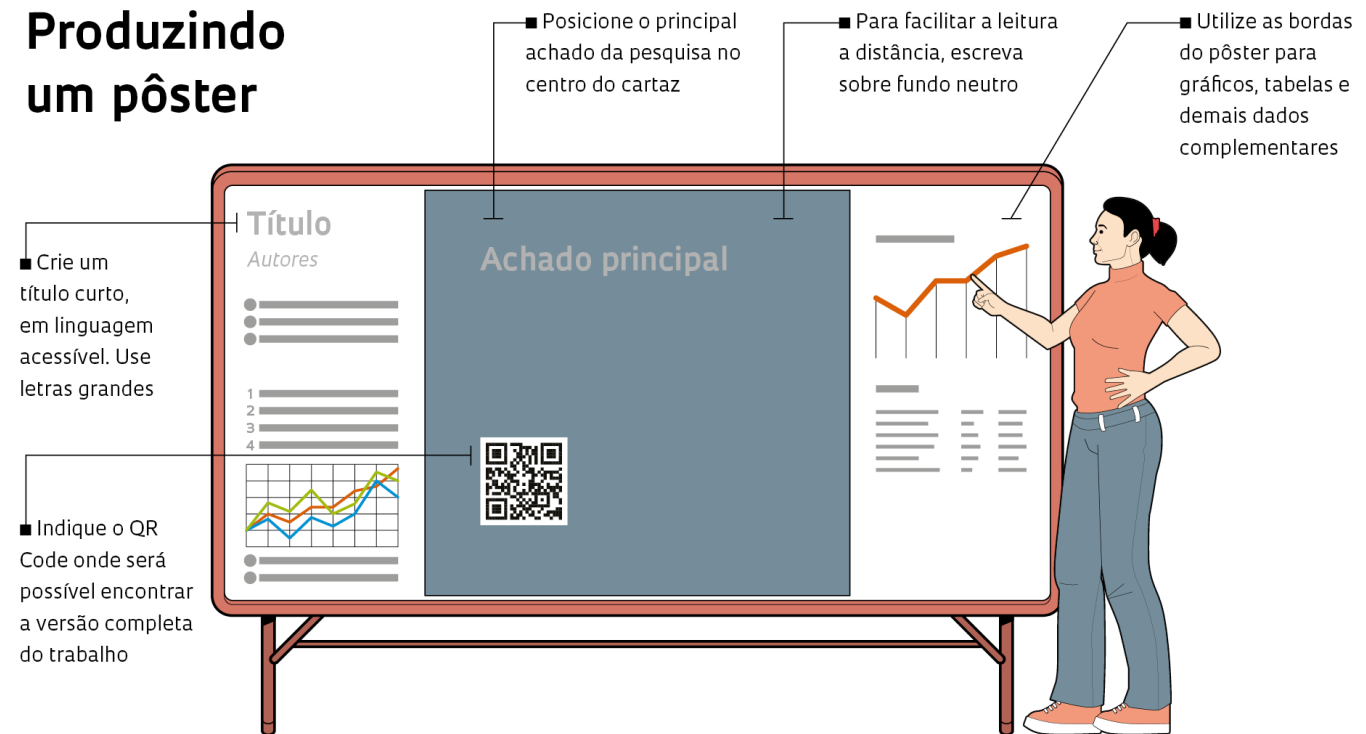 Produzindo
um pôster
■ Posicione o principal
achado da pesquisa no
centro do cartaz
■ Para facilitar a leitura
a distância, escreva
sobre fundo neutro
■ Utilize as bordas
do pôster para
gráficos, tabelas e
demais dados
complementares
■ Crie um
título curto,
em linguagem
acessível. Use
letras grandes
■ Indique o QR
Code onde será
possível encontrar
a versão completa
do trabalho
Título
Autores
1
2
3
4
Achado principal